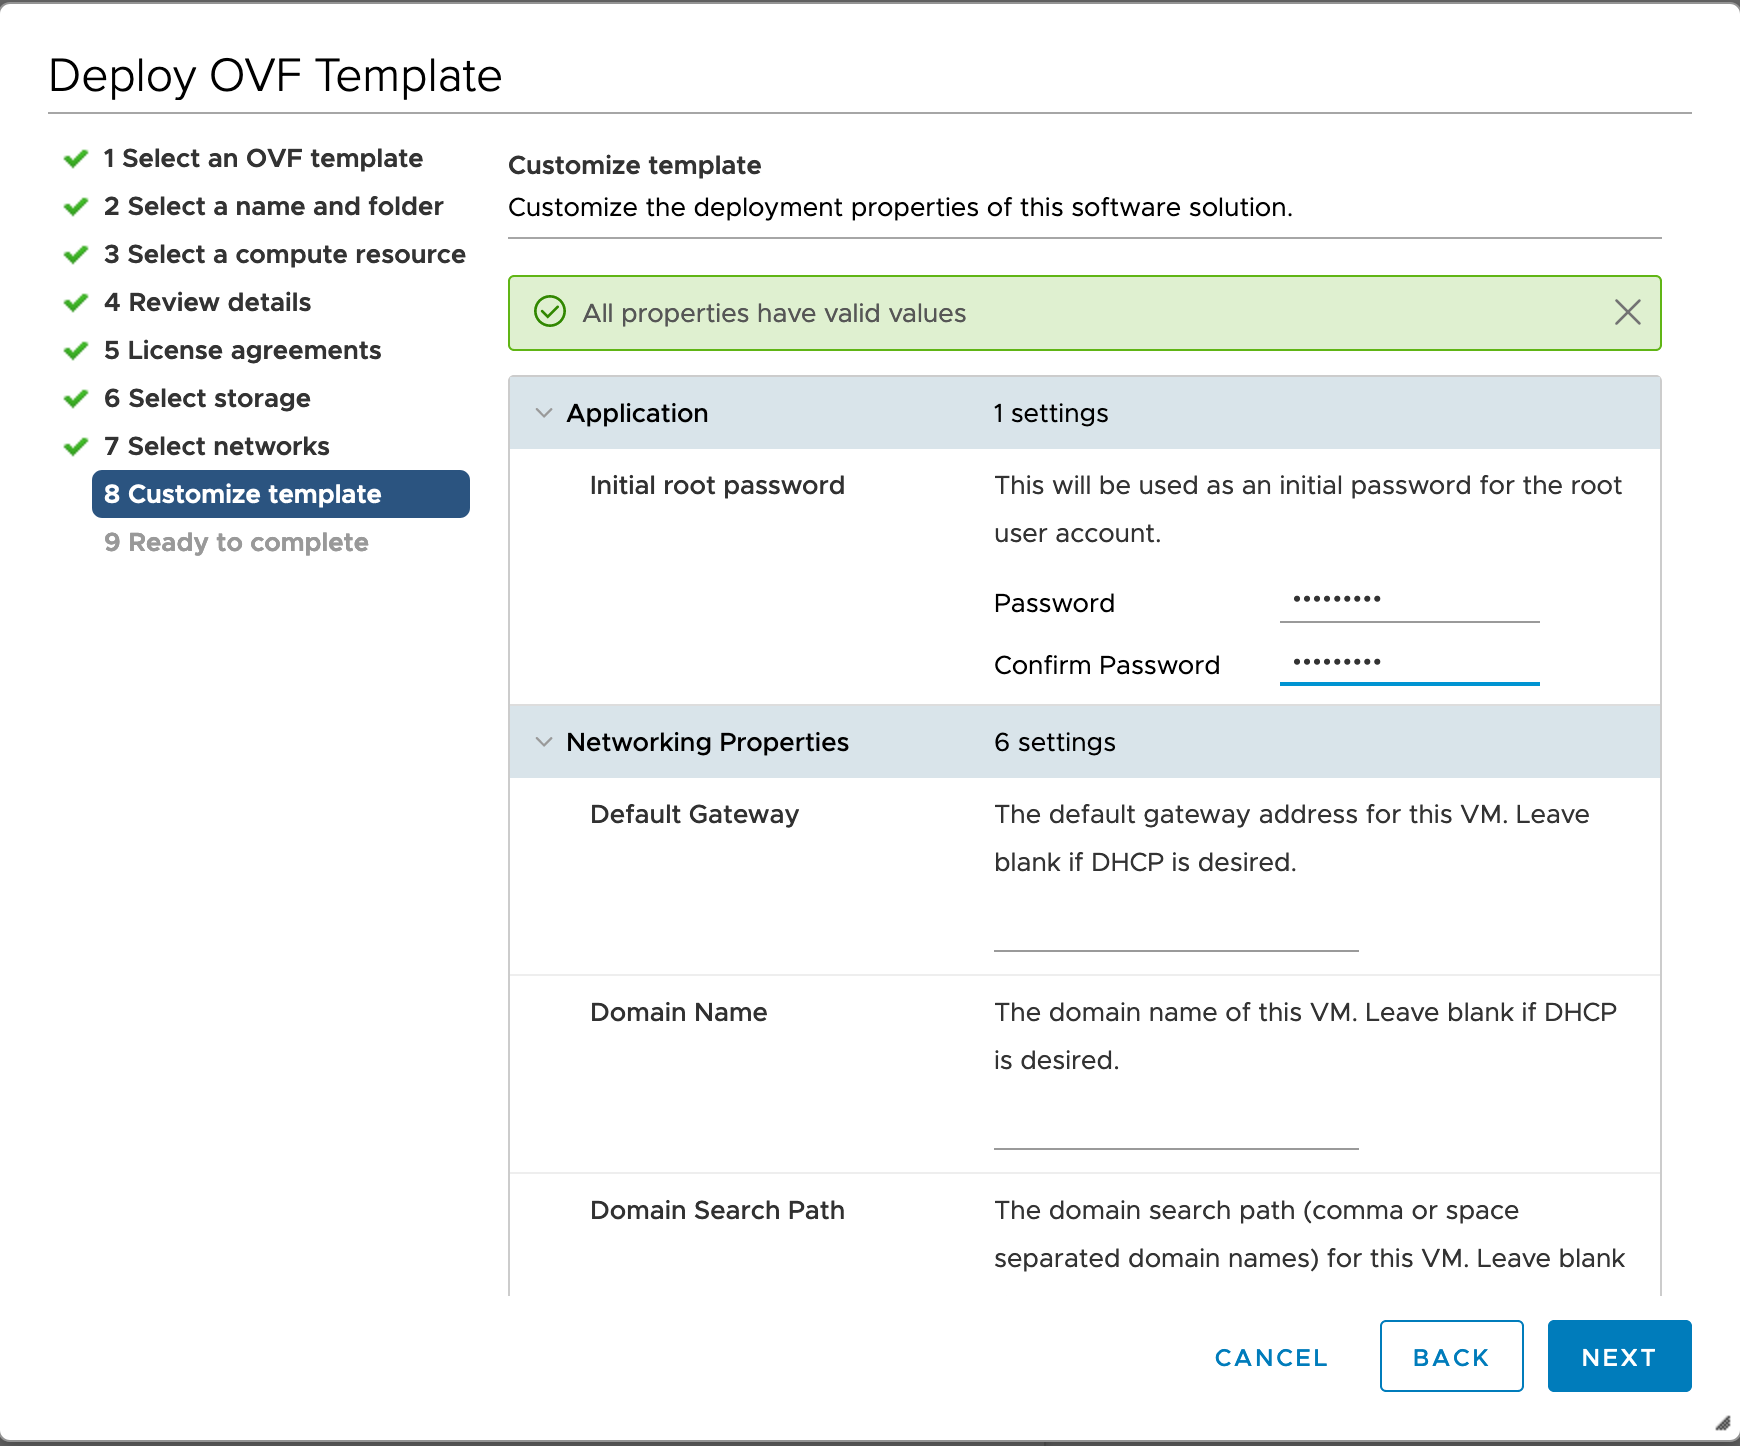 Deploy OVF Template
1 Select an OVF template
2 Select a name and folder
3 Select a compute resource
4 Review details
5 License agreements
6 Select storage
7 Select networks
8 Customize template
9 Ready to complete
Customize template
Customize the deployment properties of this software solution.
All properties have valid values
Application 1 settings
Initial root password This will be used as an initial password for the root
user account.
Password •••••••••
Confirm Password •••••••••
Networking Properties 6 settings
Default Gateway The default gateway address for this VM. Leave
blank if DHCP is desired.
Domain Name The domain name of this VM. Leave blank if DHCP
is desired.
Domain Search Path The domain search path (comma or space
separated domain names) for this VM. Leave blank
CANCEL BACK NEXT